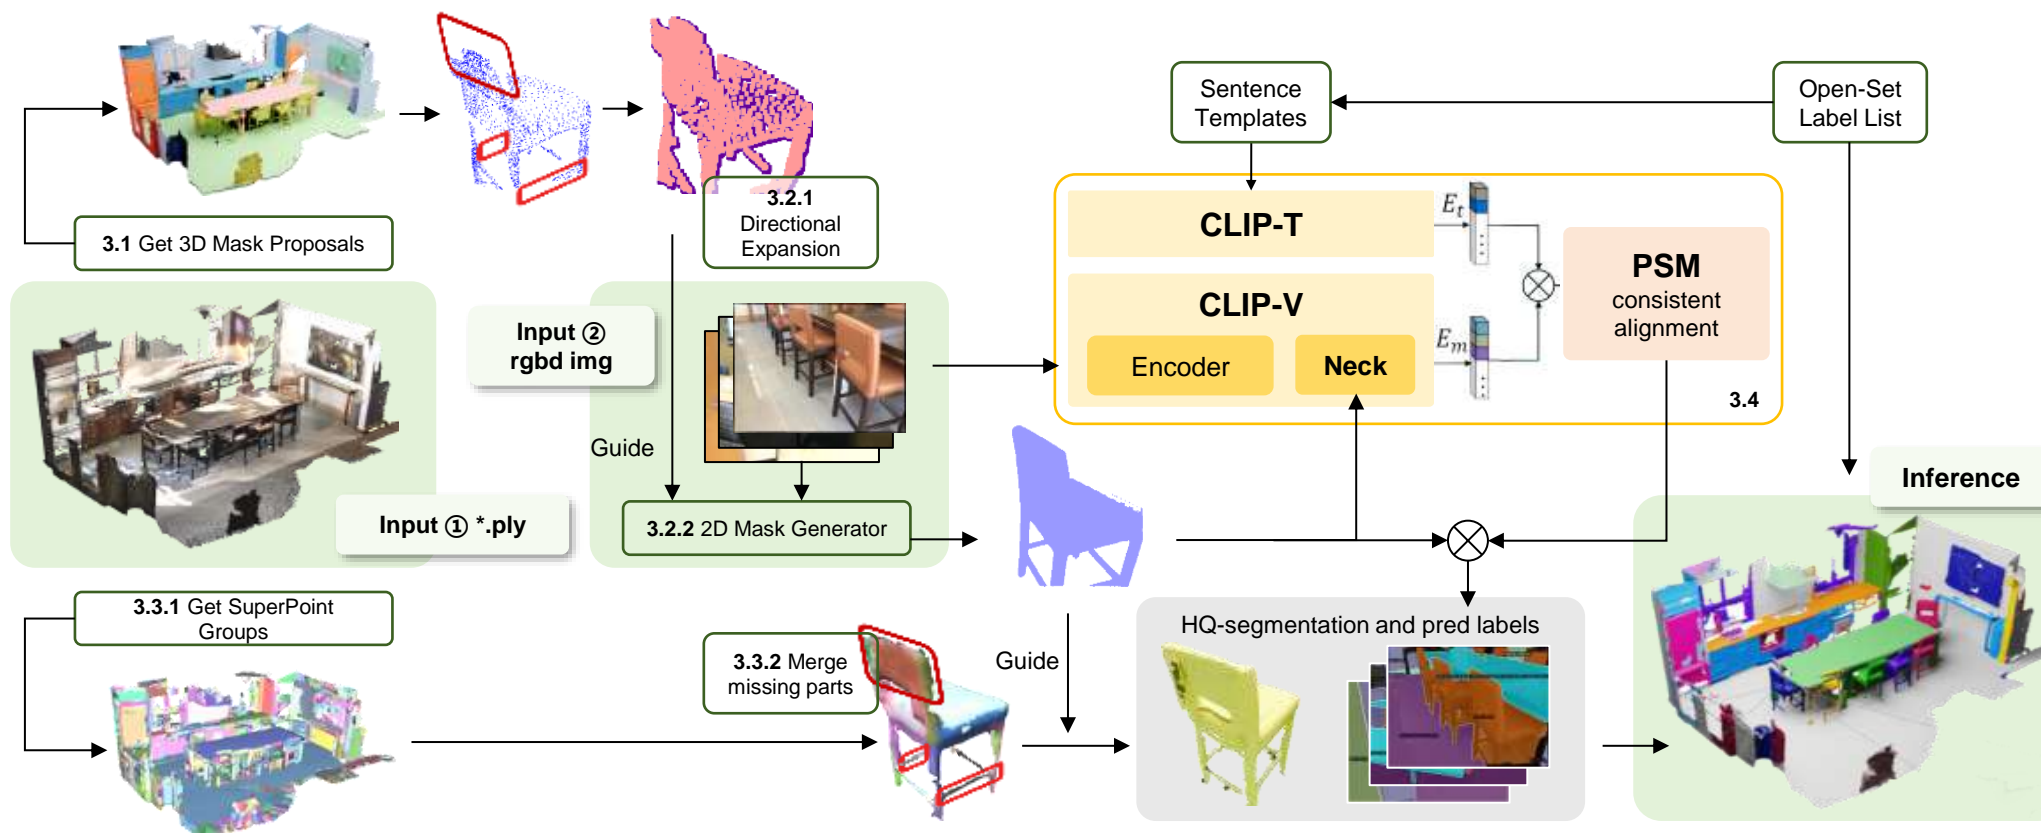 3.1 Get 3D Mask Proposals
3.2.1
Directional
Expansion
Sentence
Templates
Open-Set
Label List
CLIP-T
E_t
CLIP-V
Encoder
Neck
E_m
PSM
consistent
alignment
3.4
Input ②
rgbd img
Guide
Input ① *.ply
3.2.2 2D Mask Generator
Inference
3.3.1 Get SuperPoint
Groups
3.3.2 Merge
missing parts
Guide
HQ-segmentation and pred labels